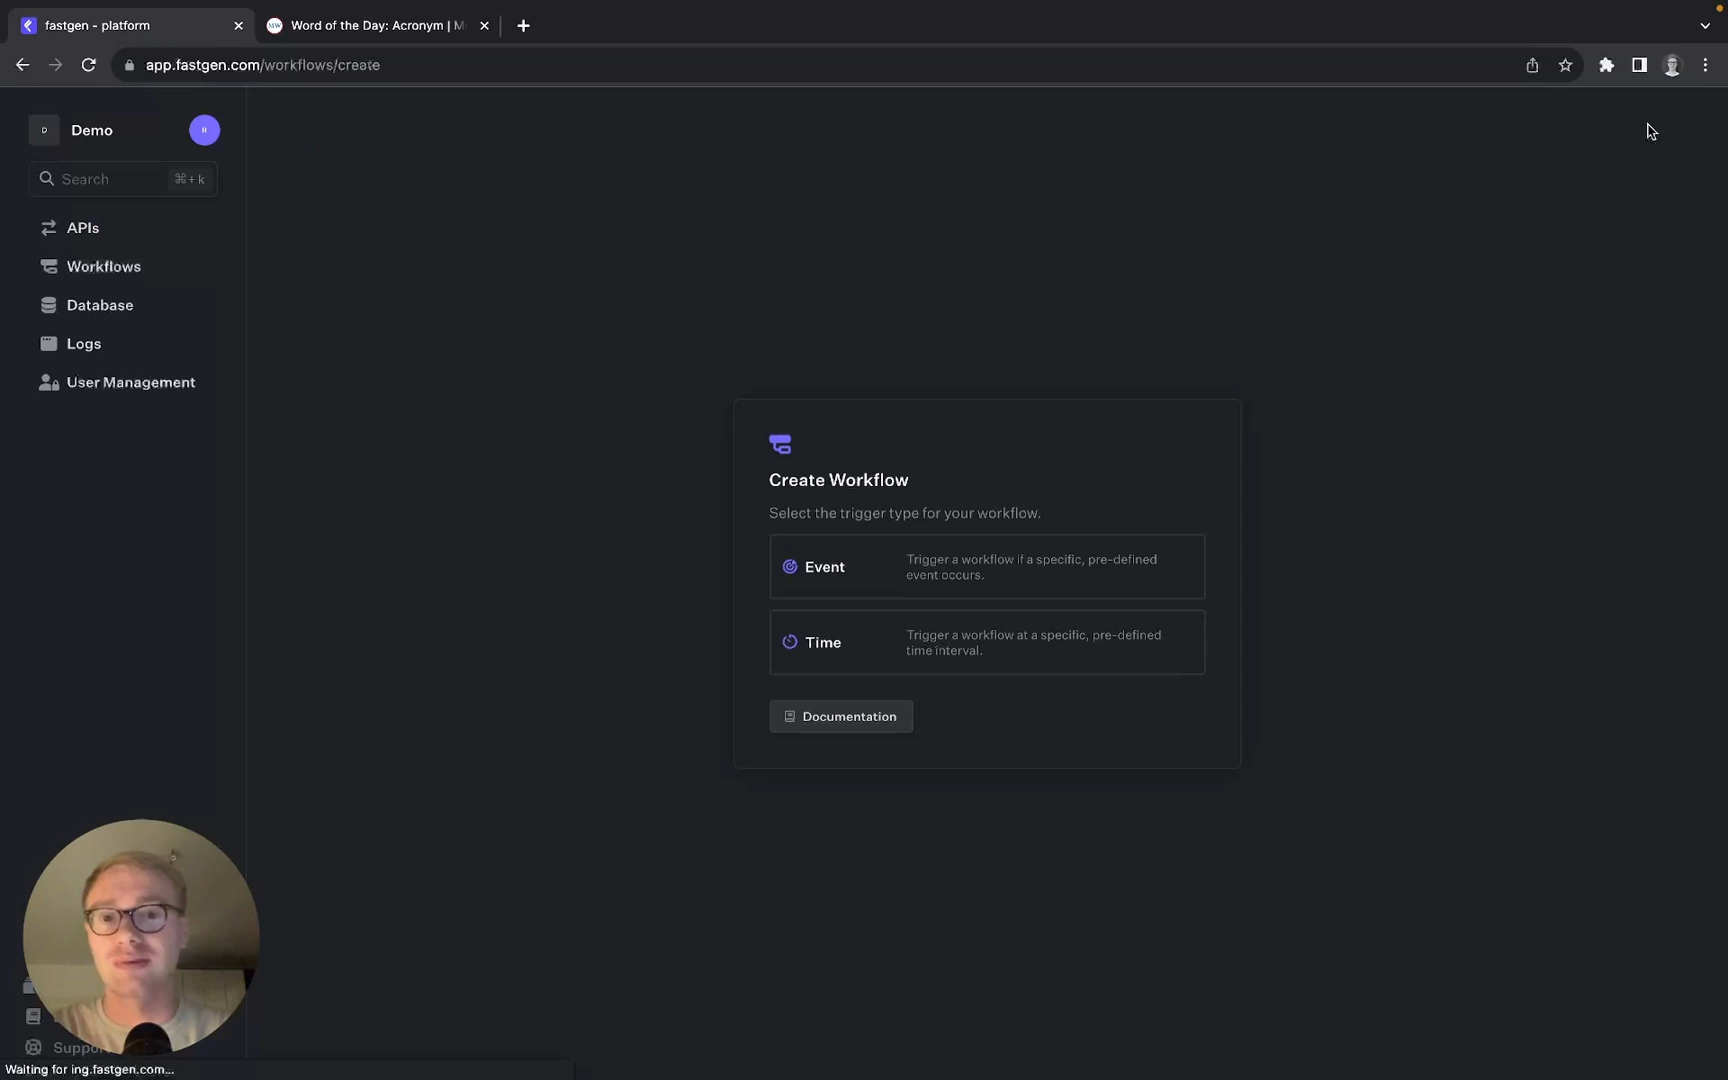 fastgen - platform
Word of the Day: Acronym | M
app.fastgen.com/workflows/create
D
Demo
R
Search
⌘+ k
APIs
Workflows
Database
Logs
User Management
Create Workflow
Select the trigger type for your workflow.
Event
Trigger a workflow if a specific, pre-defined
event occurs.
Time
Trigger a workflow at a specific, pre-defined
time interval.
Documentation
Waiting for ing.fastgen.com...